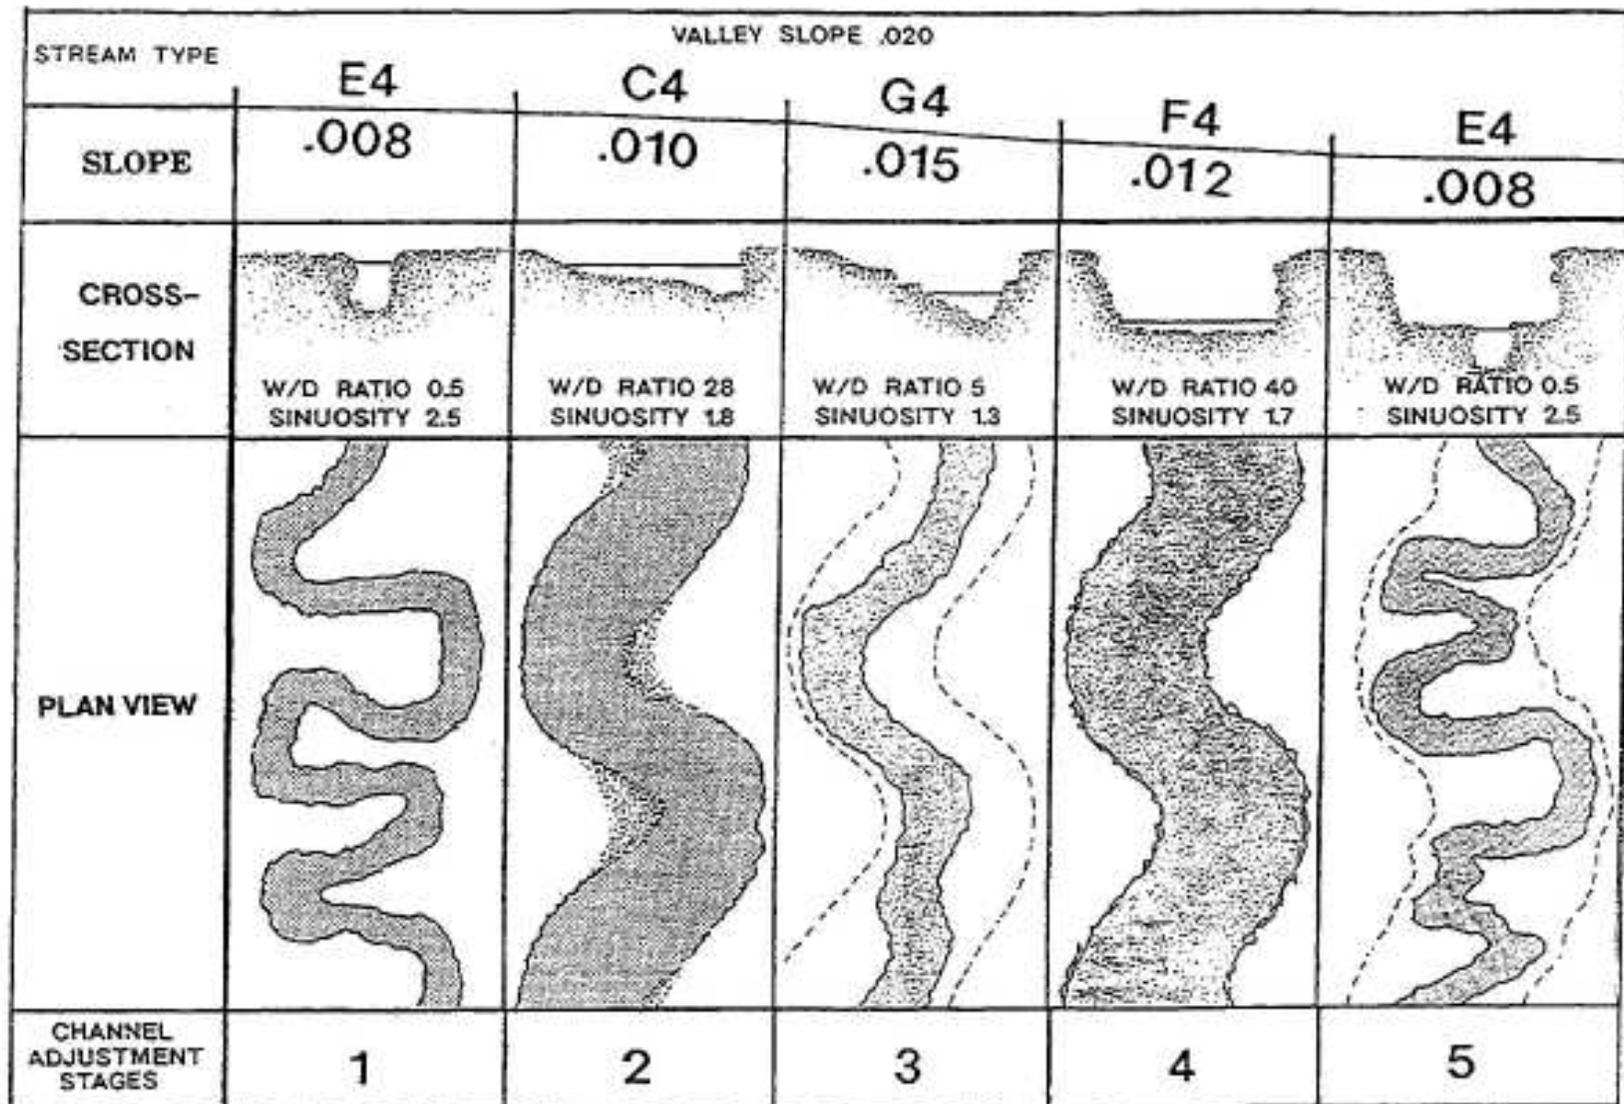 VALLEY SLOPE .020
STREAM TYPE
E4 C4 G4 F4 E4
SLOPE .008 .010 .015 .012 .008
CROSS-
SECTION
W/D RATIO 0.5
SINUOSITY 2.5
W/D RATIO 28
SINUOSITY 1.8
W/D RATIO 5
SINUOSITY 1.3
W/D RATIO 40
SINUOSITY 1.7
W/D RATIO 0.5
SINUOSITY 2.5
PLAN VIEW
CHANNEL
ADJUSTMENT
STAGES
1 2 3 4 5